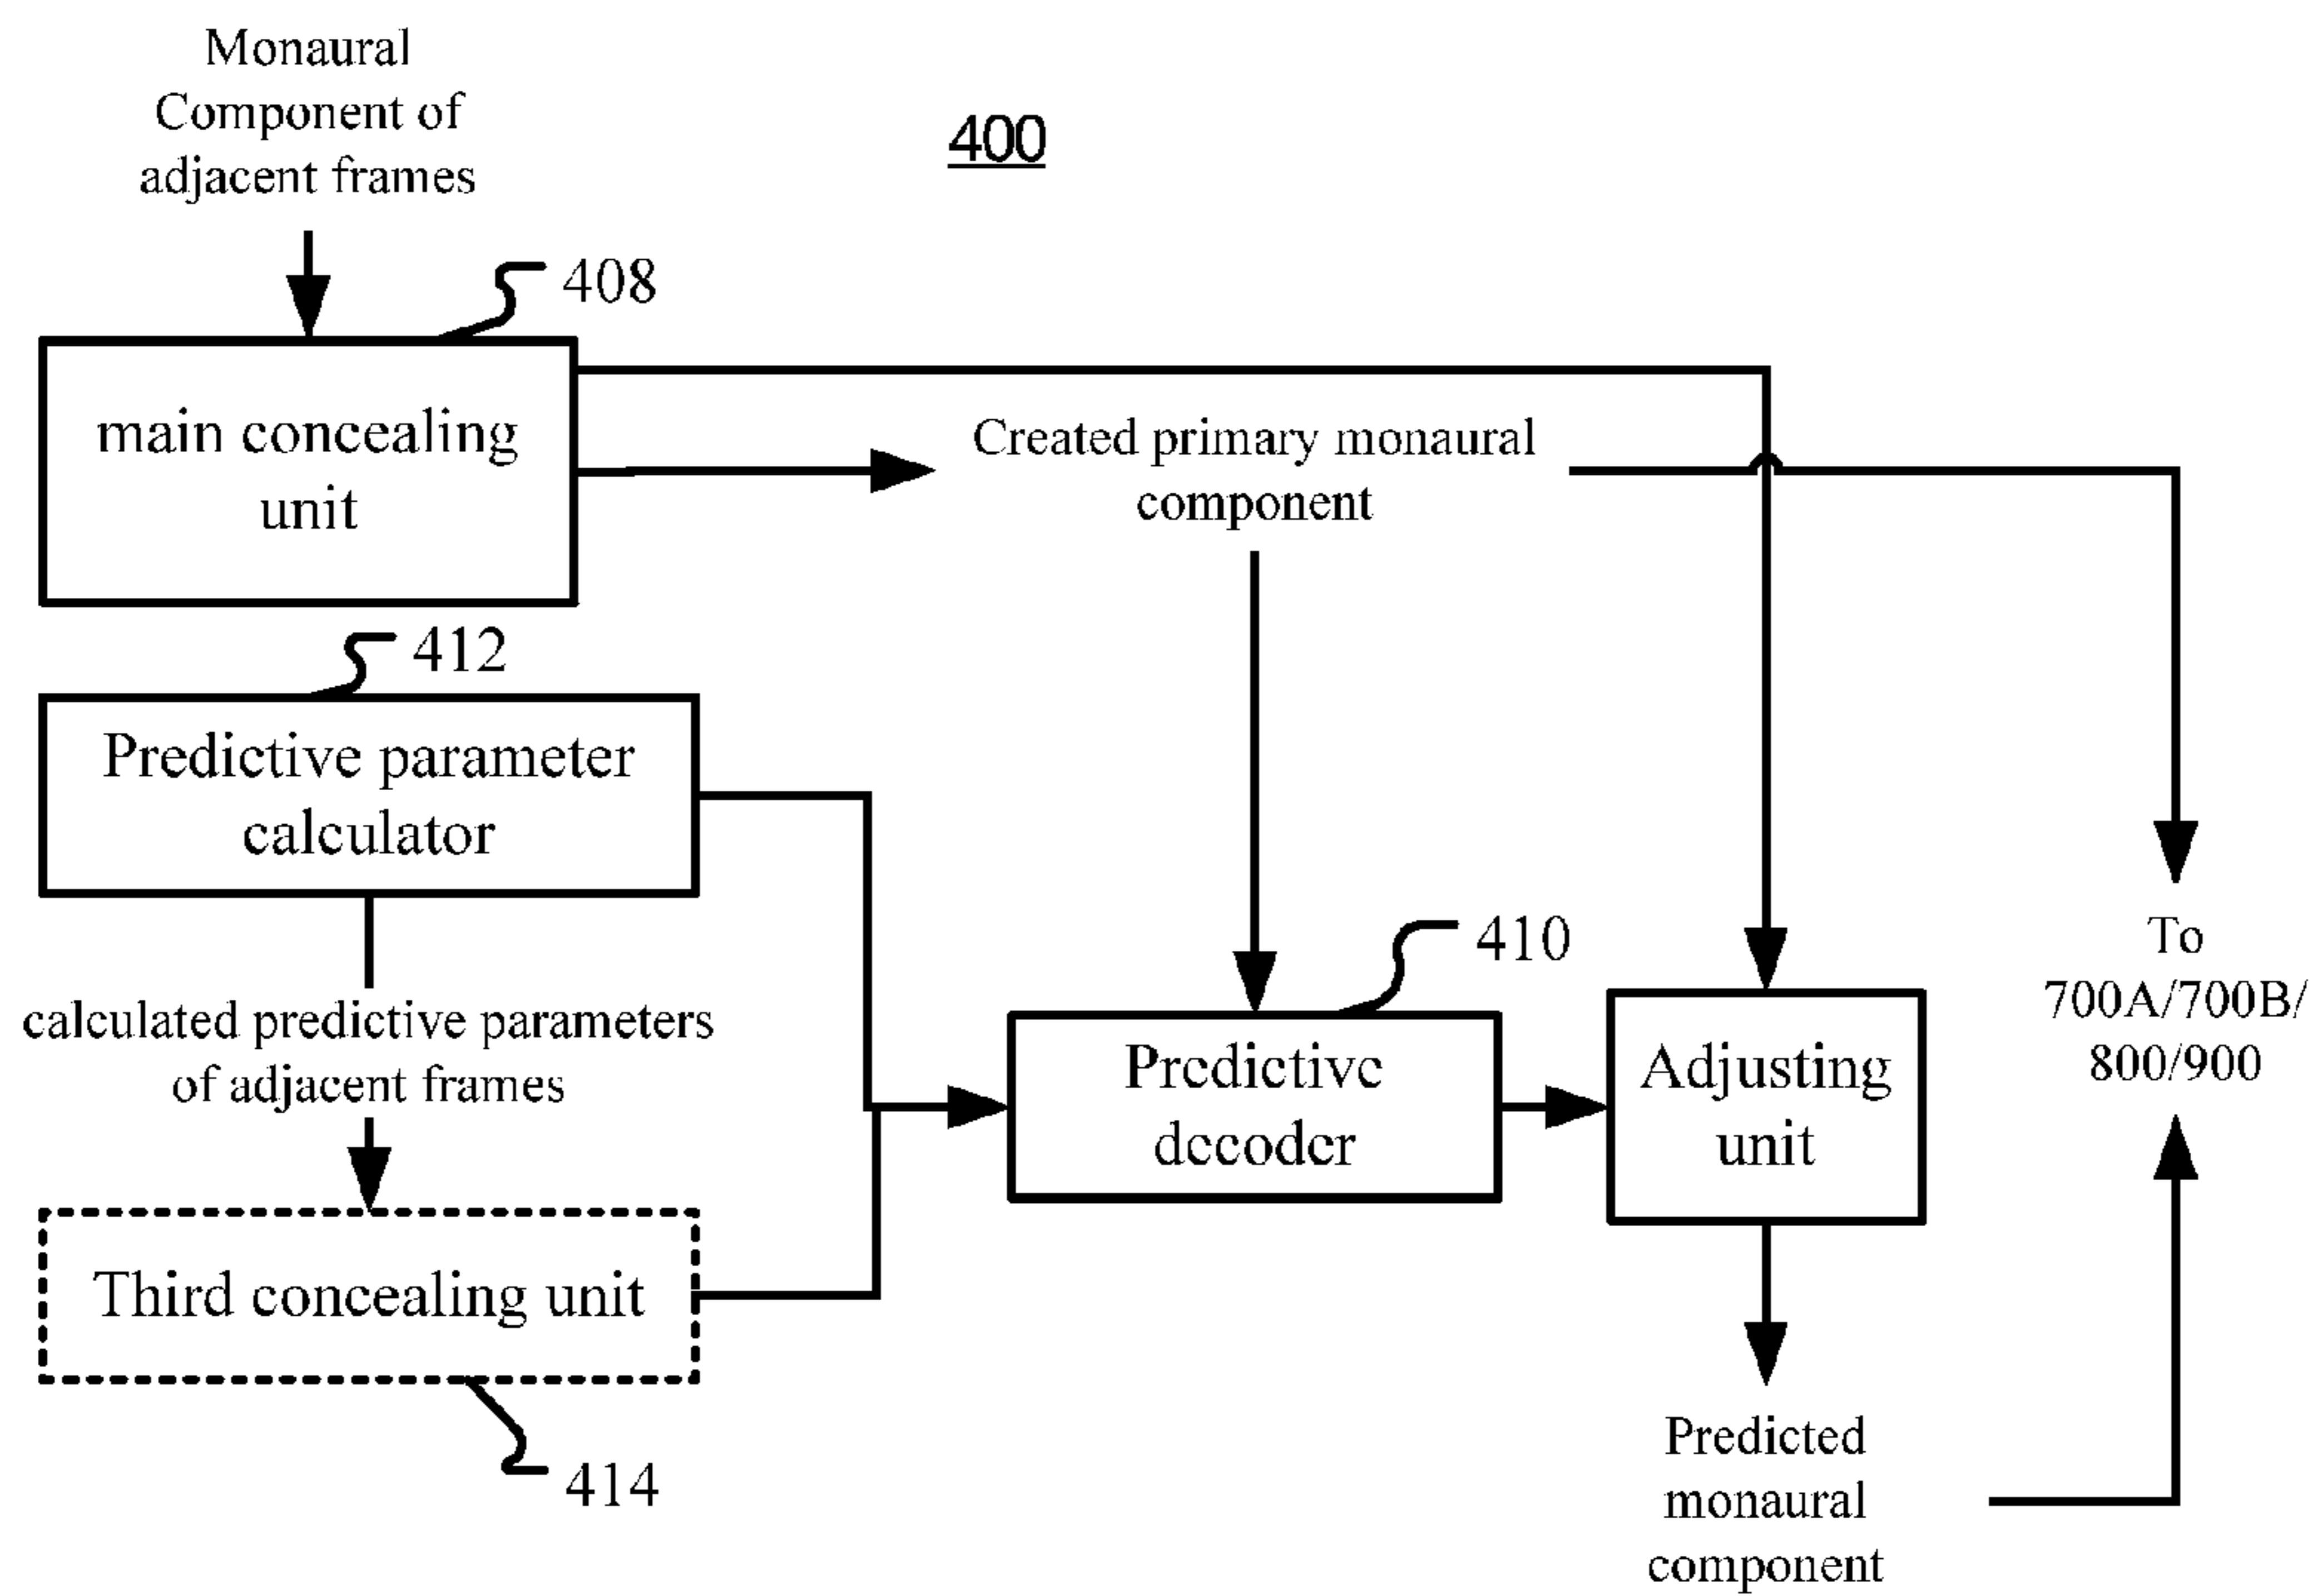 Monaural
Component of
adjacent frames
400
408
main concealing
unit
Created primary monaural
component
412
Predictive parameter
calculator
calculated predictive parameters
of adjacent frames
410
Predictive
decoder
Adjusting
unit
To
700A/700B/
800/900
Third concealing unit
414
Predicted
monaural
component